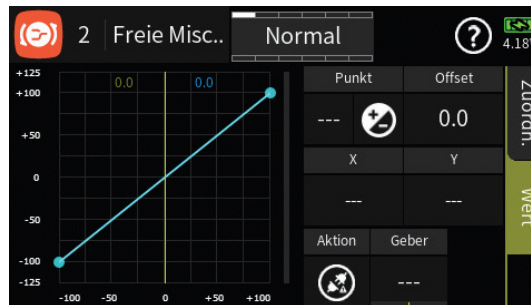 2 Freie Misc.. Normal ?
4.18
+125 0.0 0.0 Punkt Offset
+100
--- 0.0
+50
X Y
0
--- ---
-50
Aktion Geber
-100
---
-125
-100 -50 0 +50 +100
Zuordn.
Wert